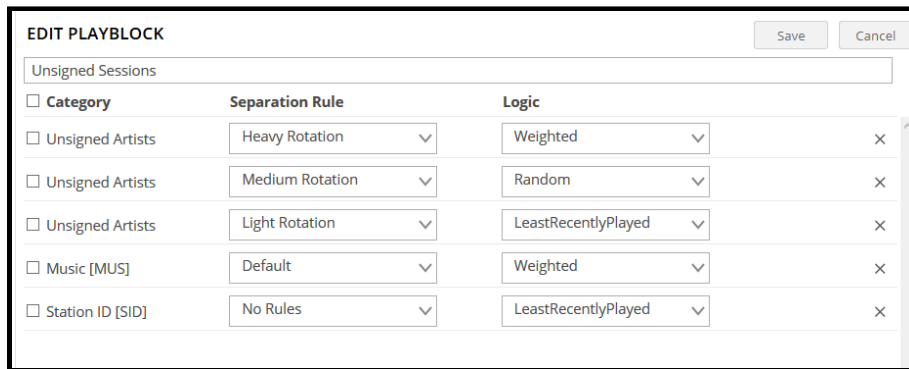 EDIT PLAYBLOCK Save Cancel
Unsigned Sessions
Category Separation Rule Logic
Unsigned Artists Heavy Rotation Weighted
Unsigned Artists Medium Rotation Random
Unsigned Artists Light Rotation LeastRecentlyPlayed
Music [MUS] Default Weighted
Station ID [SID] No Rules LeastRecentlyPlayed